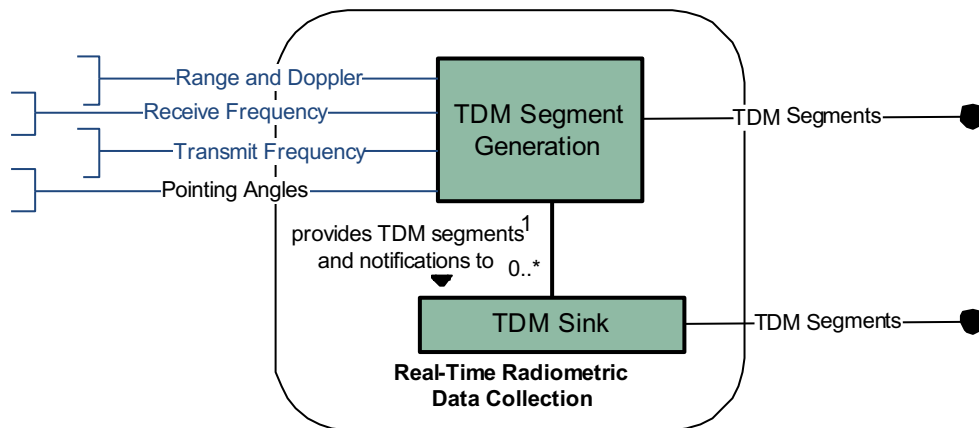 Range and Doppler
Receive Frequency
Transmit Frequency
Pointing Angles
TDM Segment
Generation
TDM Segments
provides TDM segments
1
and notifications to
0..*
TDM Sink
TDM Segments
Real-Time Radiometric
Data Collection